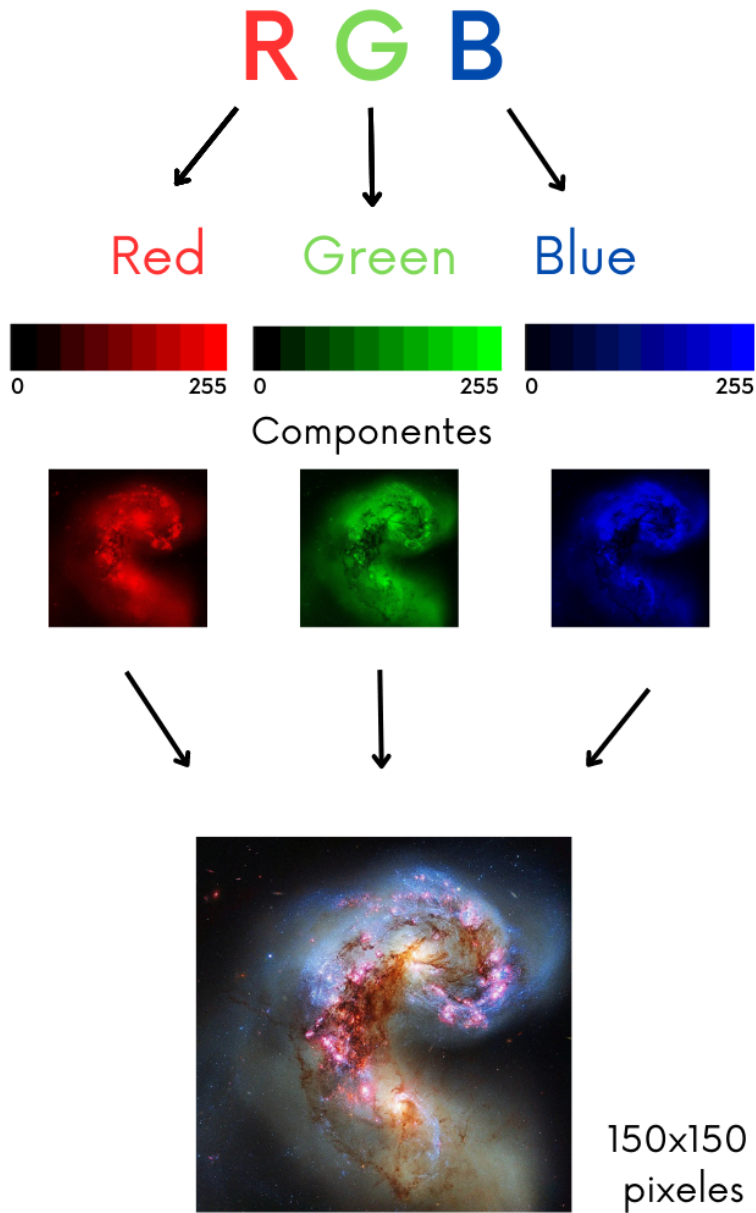 R G B
Red Green Blue
0 255 0 255 0 255
Componentes
150x150
pixeles